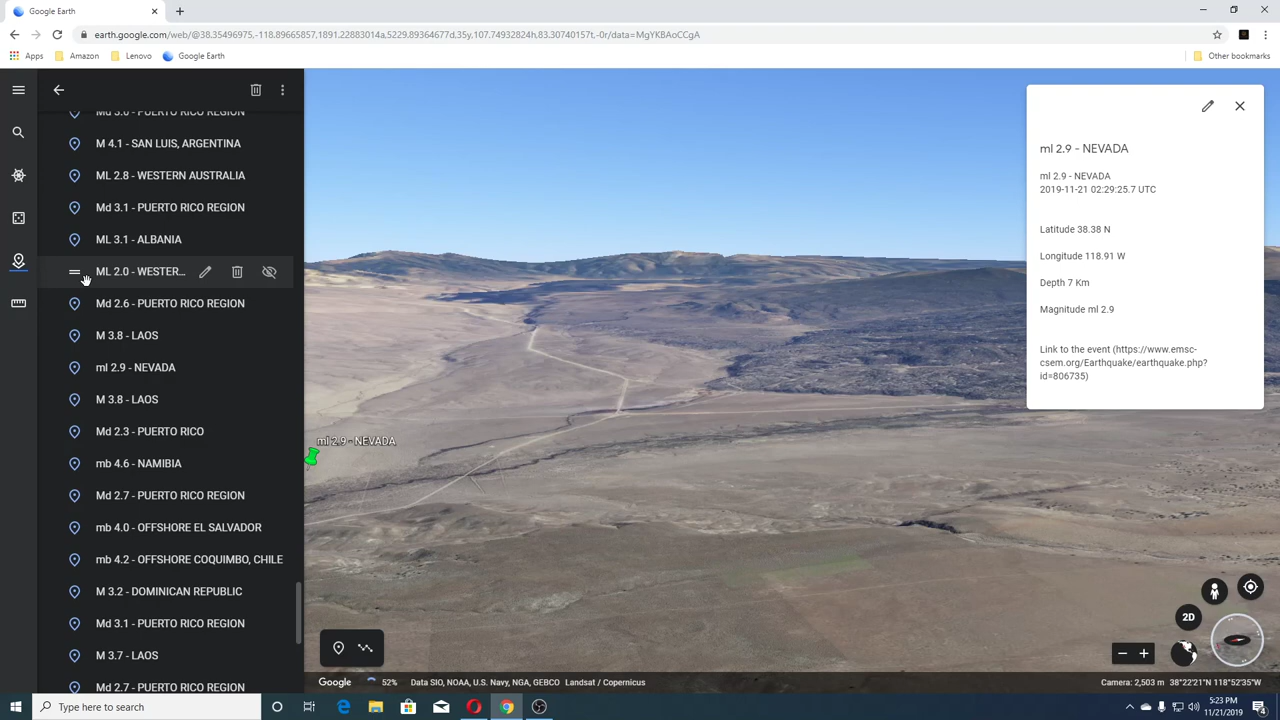 Google Earth
earth.google.com/web/@38.35496975,-118.89665857,1891.22883014a,5229.89364677d,35y,107.74932824h,83.30740157t,-0r/data=MgYKBAoCCgA
Apps
Amazon
Lenovo
Google Earth
Other bookmarks
Md 3.0 - PUERTO RICO REGION
M 4.1 - SAN LUIS, ARGENTINA
ML 2.8 - WESTERN AUSTRALIA
Md 3.1 - PUERTO RICO REGION
ML 3.1 - ALBANIA
ML 2.0 - WESTER...
Md 2.6 - PUERTO RICO REGION
M 3.8 - LAOS
ml 2.9 - NEVADA
M 3.8 - LAOS
Md 2.3 - PUERTO RICO
mb 4.6 - NAMIBIA
Md 2.7 - PUERTO RICO REGION
mb 4.0 - OFFSHORE EL SALVADOR
mb 4.2 - OFFSHORE COQUIMBO, CHILE
M 3.2 - DOMINICAN REPUBLIC
Md 3.1 - PUERTO RICO REGION
M 3.7 - LAOS
Md 2.7 - PUERTO RICO REGION
ml 2.9 - NEVADA
ml 2.9 - NEVADA
ml 2.9 - NEVADA
2019-11-21 02:29:25.7 UTC
Latitude 38.38 N
Longitude 118.91 W
Depth 7 Km
Magnitude ml 2.9
Link to the event (https://www.emsc-
csem.org/Earthquake/earthquake.php?
id=806735)
2D
Google
52%
Data SIO, NOAA, U.S. Navy, NGA, GEBCO Landsat / Copernicus
Camera: 2,503 m 38°22'21"N 118°52'35"W
Type here to search
5:23 PM
11/21/2019
4